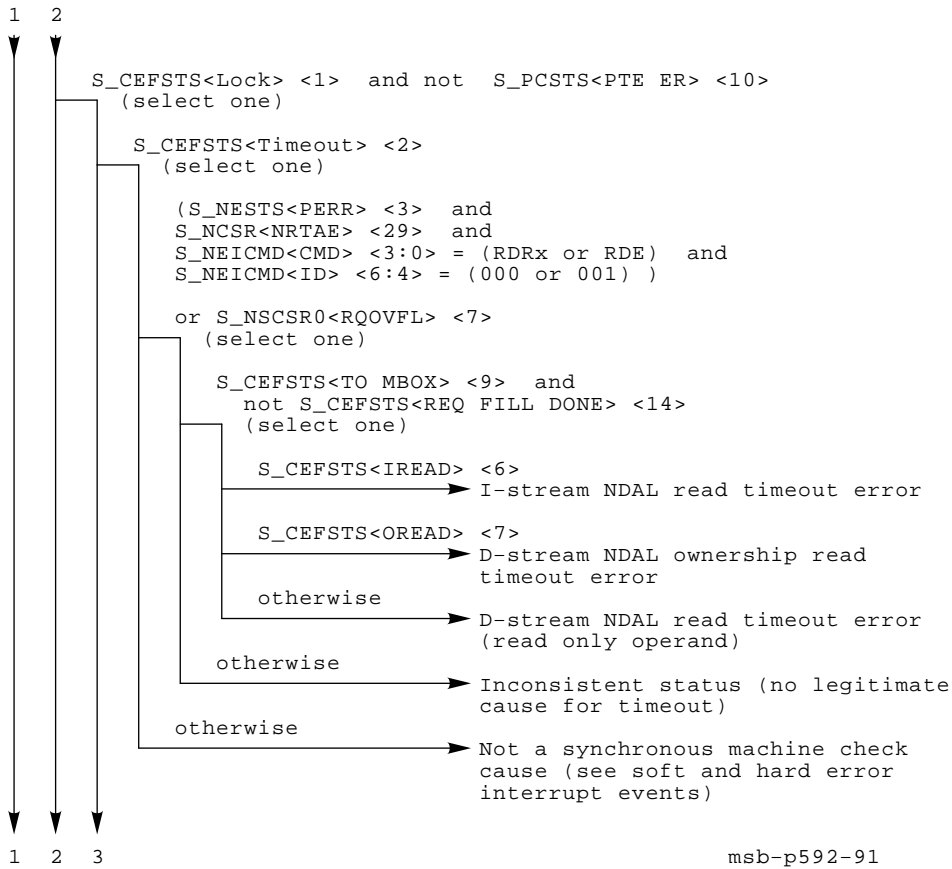 1 2
S_CEFSTS<Lock> <1> and not S_PCSTS<PTE ER> <10>
(select one)
S_CEFSTS<Timeout> <2>
(select one)
(S_NESTS<PERR> <3> and
S_NCSR<NRTAE> <29> and
S_NEICMD<CMD> <3:0> = (RDRx or RDE) and
S_NEICMD<ID> <6:4> = (000 or 001) )
or S_NSCSR0<RQOVFL> <7>
(select one)
S_CEFSTS<TO MBOX> <9> and
not S_CEFSTS<REQ FILL DONE> <14>
(select one)
S_CEFSTS<IREAD> <6>
I-stream NDAL read timeout error
S_CEFSTS<OREAD> <7>
D-stream NDAL ownership read
timeout error
otherwise
D-stream NDAL read timeout error
(read only operand)
otherwise
Inconsistent status (no legitimate
cause for timeout)
otherwise
Not a synchronous machine check
cause (see soft and hard error
interrupt events)
1 2 3
msb-p592-91